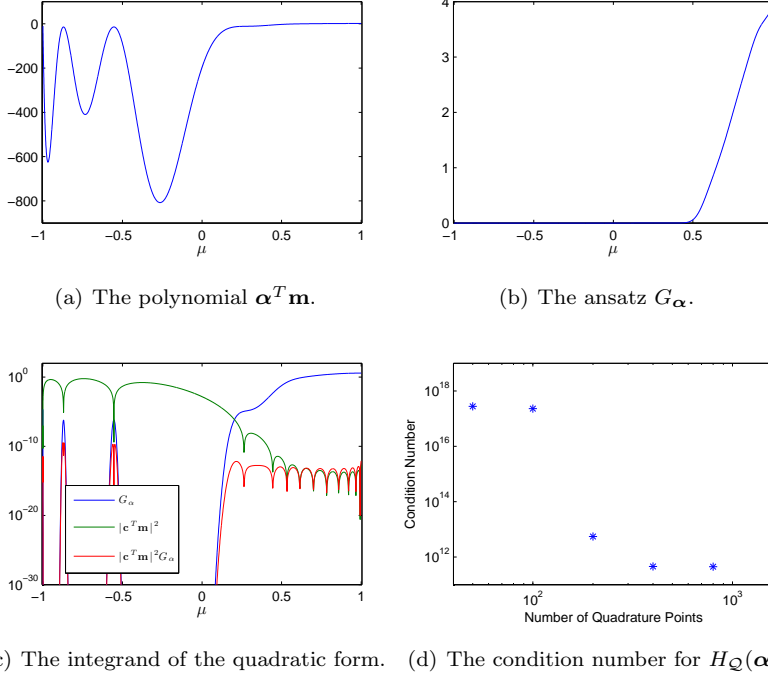 0
−200
−400
−600
−800
−1 −0.5 0 0.5 1
μ
(a) The polynomial α^T m.
4
3
2
1
0
−1 −0.5 0 0.5
μ
(b) The ansatz G_α.
10^0
10^−10
10^−20
10^−30
G_α
|c^T m|^2
|c^T m|^2 G_α
−1 −0.5 0 0.5 1
μ
) The integrand of the quadratic form.
Condition Number
10^18
10^16
10^14
10^12
10^2 10^3
Number of Quadrature Points
(d) The condition number for H_Q(α